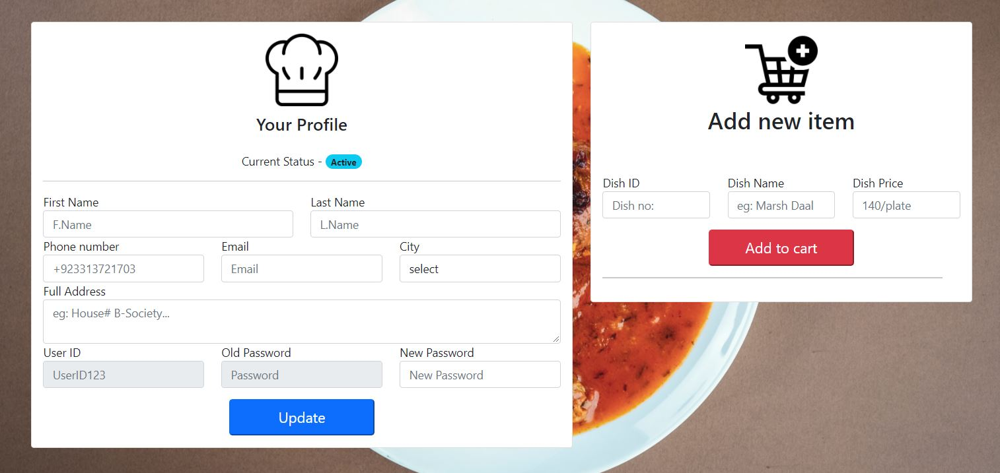 Your Profile
Current Status - Active
First Name Last Name
F.Name L.Name
Phone number Email City
+923313721703 Email select
Full Address
eg: House# B-Society...
User ID Old Password New Password
UserID123 Password New Password
Update
Add new item
Dish ID Dish Name Dish Price
Dish no: eg: Marsh Daal 140/plate
Add to cart